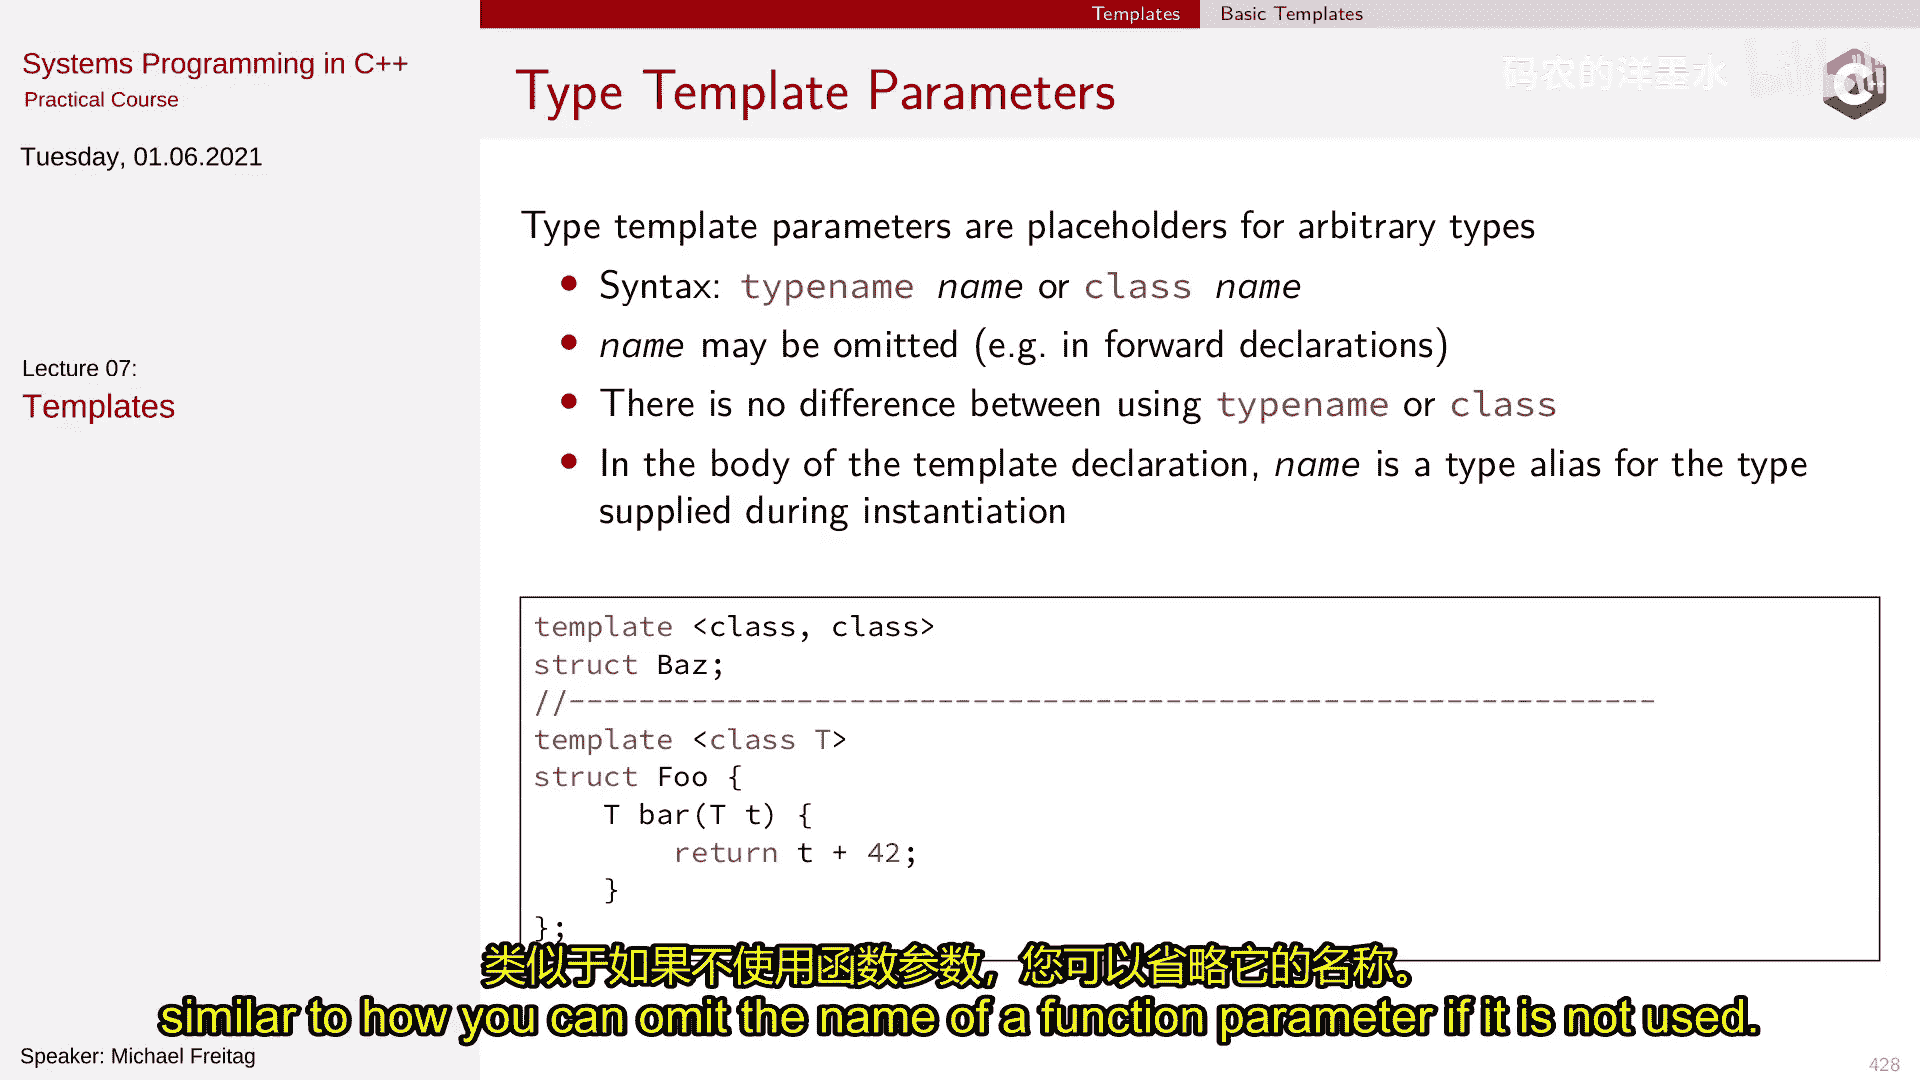 Templates Basic Templates
Systems Programming in C++
Practical Course
Tuesday, 01.06.2021
Lecture 07:
Templates
Type Template Parameters
码农的洋墨水
Type template parameters are placeholders for arbitrary types
• Syntax: typename name or class name
• name may be omitted (e.g. in forward declarations)
• There is no difference between using typename or class
• In the body of the template declaration, name is a type alias for the type
supplied during instantiation
template <class, class>
struct Baz;
//---------------------------------------------------------------
template <class T>
struct Foo {
    T bar(T t) {
        return t + 42;
    }
};
类似于如果不使用函数参数，您可以省略它的名称。
similar to how you can omit the name of a function parameter if it is not used.
Speaker: Michael Freitag
428